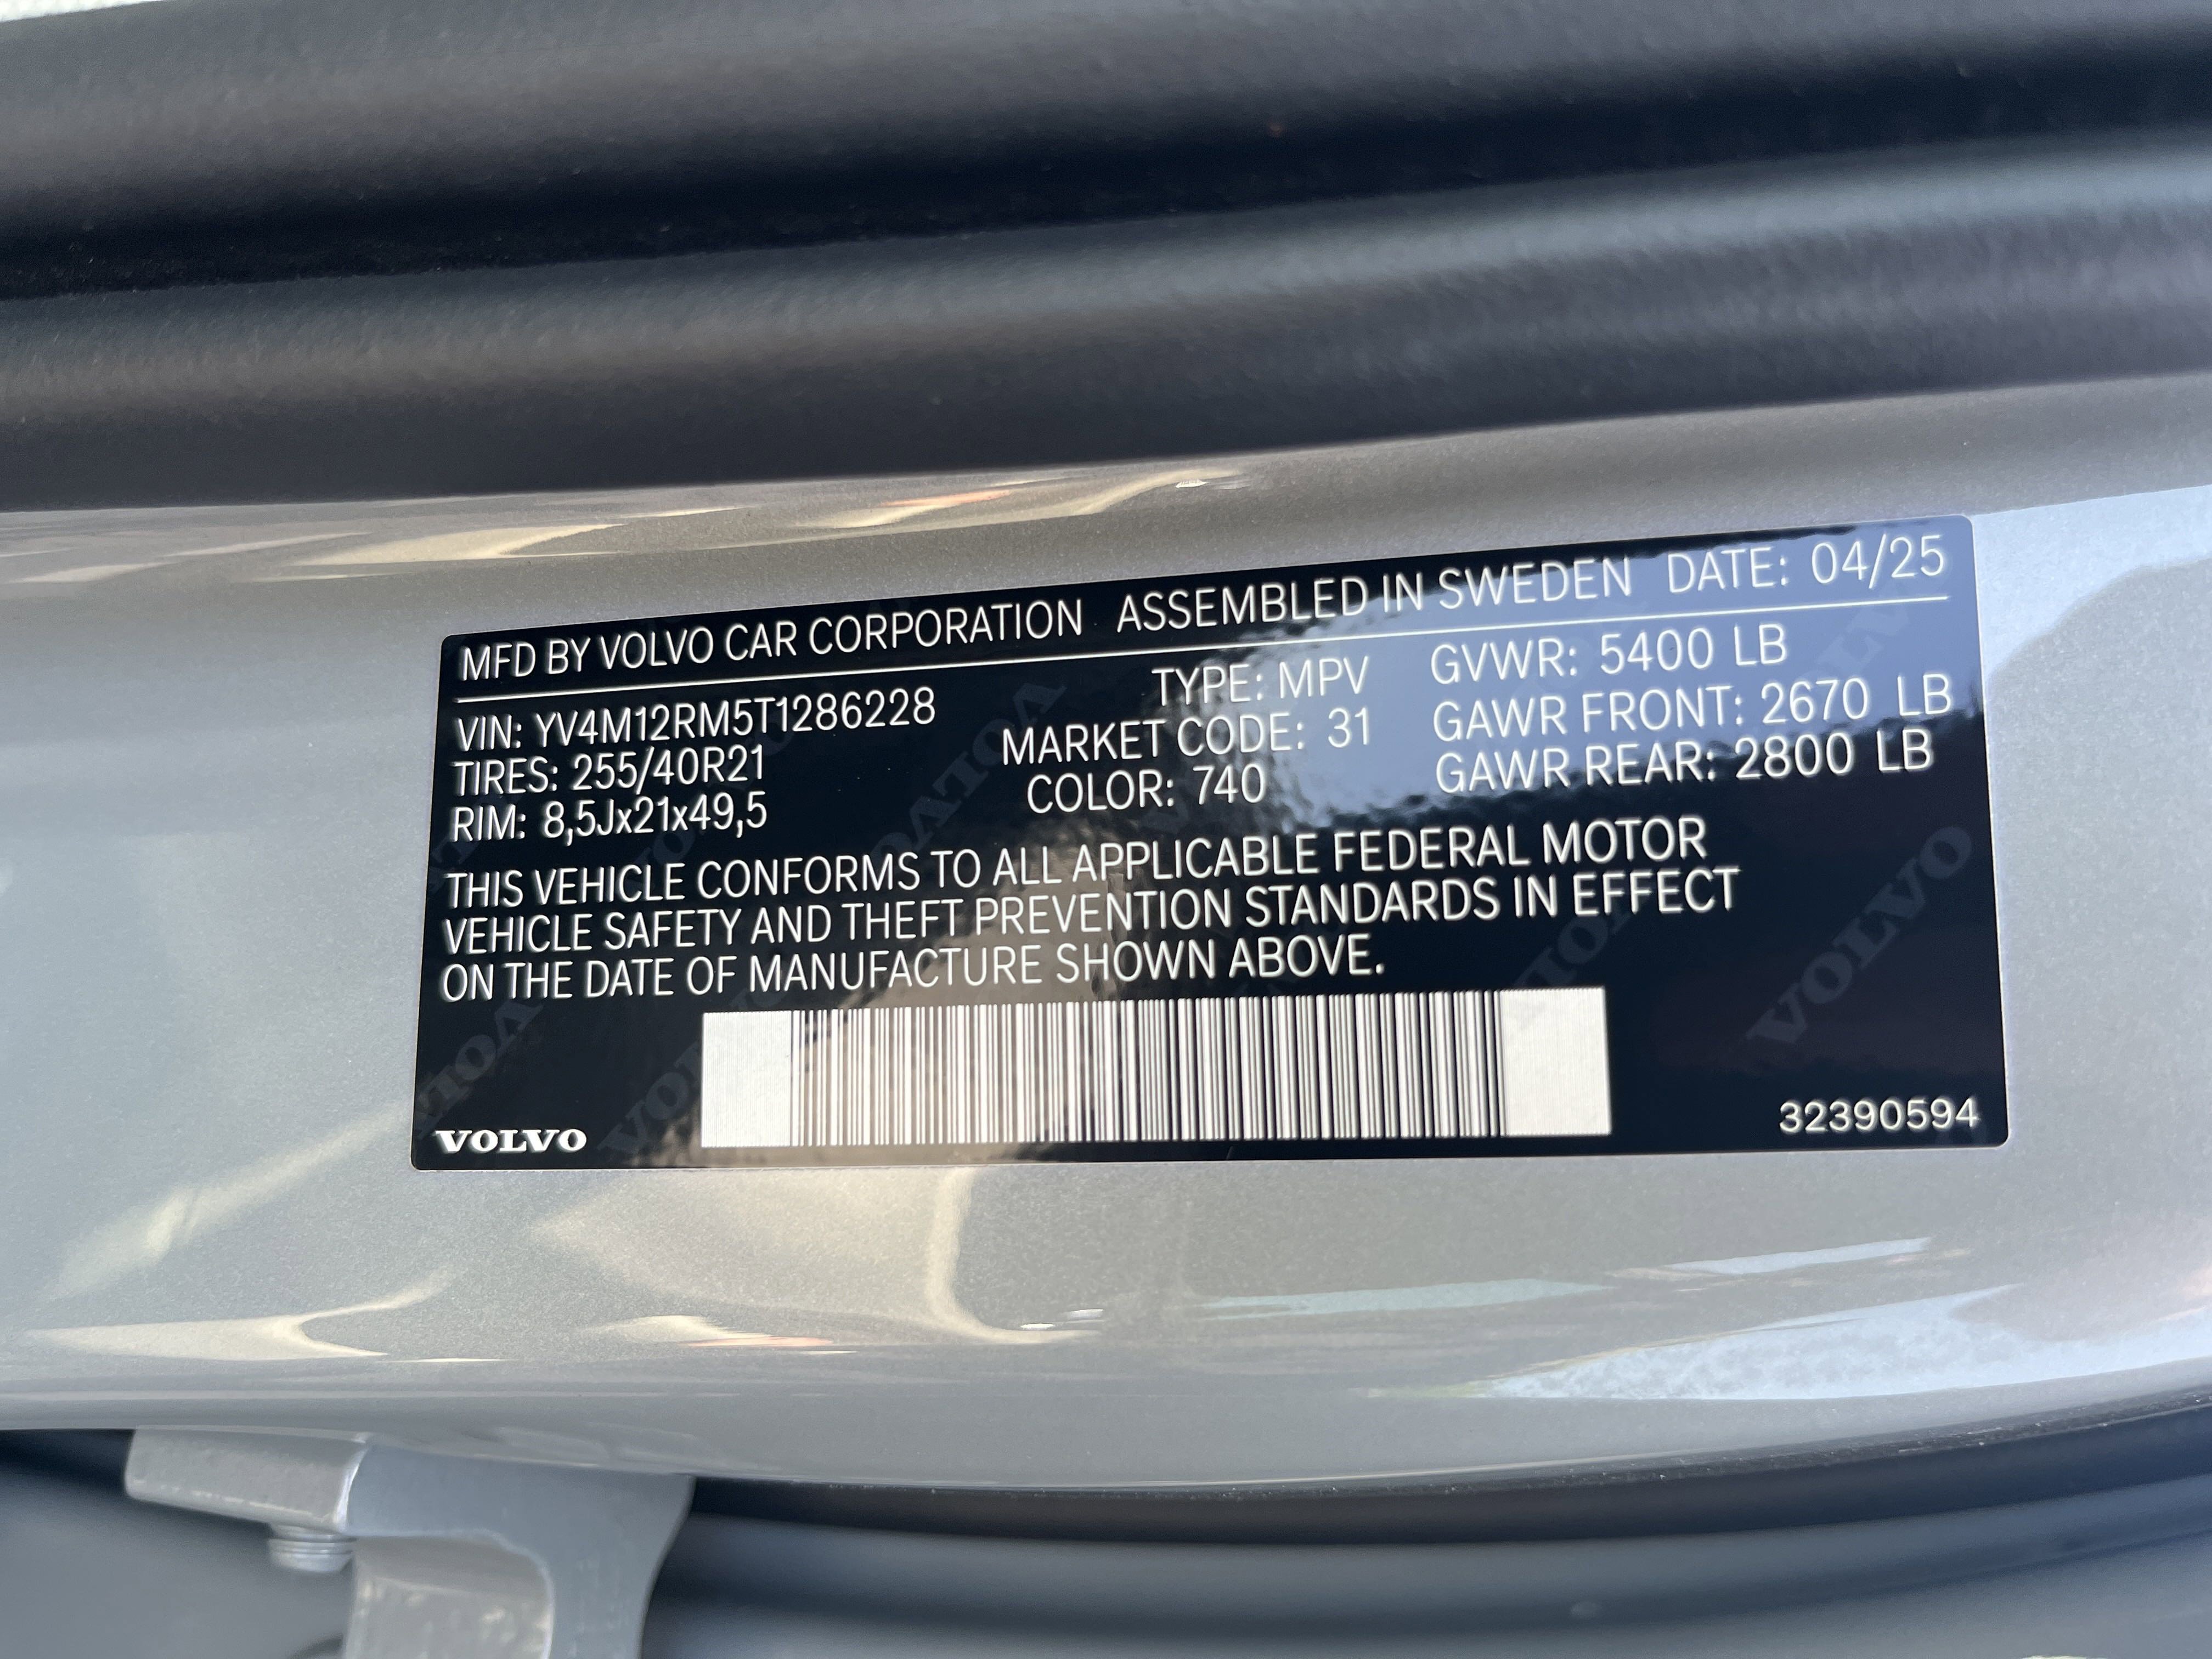 MFD BY VOLVO CAR CORPORATION ASSEMBLED IN SWEDEN DATE: 04/25
VIN: YV4M12RM5T1286228 TYPE: MPV GVWR: 5400 LB
TIRES: 255/40R21 MARKET CODE: 31 GAWR FRONT: 2670 LB
RIM: 8,5Jx21x49,5 COLOR: 740 GAWR REAR: 2800 LB
THIS VEHICLE CONFORMS TO ALL APPLICABLE FEDERAL MOTOR
VEHICLE SAFETY AND THEFT PREVENTION STANDARDS IN EFFECT
ON THE DATE OF MANUFACTURE SHOWN ABOVE.
VOLVO 32390594